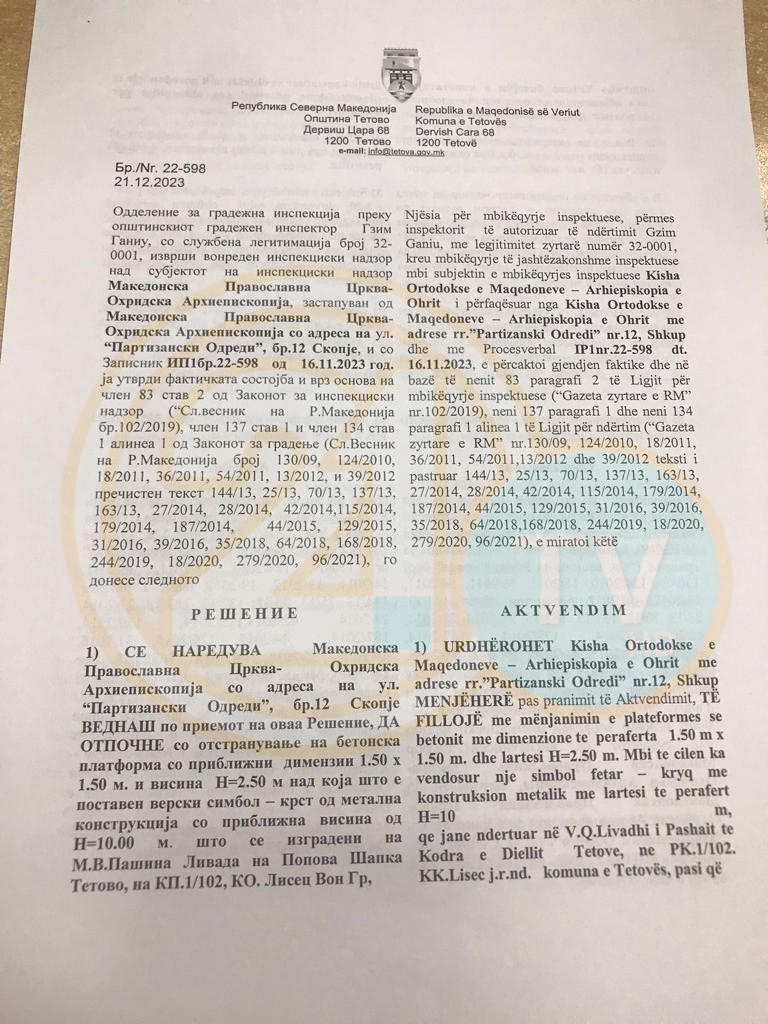 Република Северна Македонија
Општина Тетово
Дервиш Цара 68
1200 Тетово
Republika e Maqedonisë së Veriut
Komuna e Tetovës
Dervish Cara 68
1200 Tetovë
e-mail: info@tetova.gov.mk
Бр./Nr. 22-598
21.12.2023
Одделение за градежна инспекција преку
општинскиот градежен инспектор Гзим
Ганиу, со службена легитимација број 32-
0001, изврши вонреден инспекциски надзор
над субјектот на инспекциски надзор
Македонска Православна Црква-
Охридска Архиепископија, застапуван од
Македонска Православна Црква-
Охридска Архиепископија со адреса на ул.
“Партизански Одреди”, бр.12 Скопје, и со
Записник ИП1бр.22-598 од 16.11.2023 год.
ја утврди фактичката состојба и врз основа на
член 83 став 2 од Законот за инспекциски
надзор (“Сл.весник на Р.Македонија
бр.102/2019), член 137 став 1 и член 134 став
1 алинеа 1 од Законот за градење (Сл.Весник
на Р.Македонија број 130/09, 124/2010,
18/2011, 36/2011, 54/2011, 13/2012, и 39/2012
пречистен текст 144/13, 25/13, 70/13, 137/13,
163/13, 27/2014, 28/2014, 42/2014,115/2014,
179/2014, 187/2014, 44/2015, 129/2015,
31/2016, 39/2016, 35/2018, 64/2018, 168/2018,
244/2019, 18/2020, 279/2020, 96/2021), го
донесе следното
РЕШЕНИЕ
1) СЕ НАРЕДУВА Македонска
Православна Црква- Охридска
Архиепископија со адреса на ул.
“Партизански Одреди”, бр.12 Скопје
ВЕДНАШ по приемот на оваа Решение, ДА
ОТПОЧНЕ со отстранување на бетонска
платформа со приближни димензии 1.50 х
1.50 м. и висина Н=2.50 м над која што е
поставен верски симбол – крст од метална
конструкција со приближна висина од
Н=10.00 м. што се изградени на
М.В.Пашина Ливада на Попова Шапка
Тетово, на КП.1/102, КО. Лисец Вон Гр,
Njësia për mbikëqyrje inspektuese, përmes
inspektorit të autorizuar të ndërtimit Gzim
Ganiu, me legjitimitet zyrtarë numër 32-0001,
kreu mbikëqyrje të jashtëzakonshme inspektuese
mbi subjektin e mbikëqyrjes inspektuese Kisha
Ortodokse e Maqedoneve – Arhiepiskopia e
Ohrit i përfaqësuar nga Kisha Ortodokse e
Maqedoneve – Arhiepiskopia e Ohrit me
adrese rr.”Partizanski Odredi” nr.12, Shkup
dhe me Procesverbal IP1nr.22-598 dt.
16.11.2023, e përcaktoi gjendjen faktike dhe në
bazë të nenit 83 paragrafi 2 të Ligjit për
mbikëqyrje inspektuese (“Gazeta zyrtare e RM”
nr.102/2019), neni 137 paragrafi 1 dhe neni 134
paragrafi 1 alinea 1 të Ligjit për ndërtim (“Gazeta
zyrtare e RM” nr.130/09, 124/2010, 18/2011,
36/2011, 54/2011,13/2012 dhe 39/2012 teksti i
pastruar 144/13, 25/13, 70/13, 137/13, 163/13,
27/2014, 28/2014, 42/2014, 115/2014, 179/2014,
187/2014, 44/2015, 129/2015, 31/2016, 39/2016,
35/2018, 64/2018,168/2018, 244/2019, 18/2020,
279/2020, 96/2021), e miratoi këtë
AKTVENDIM
1) URDHËROHET Kisha Ortodokse e
Maqedoneve – Arhiepiskopia e Ohrit me
adrese rr.”Partizanski Odredi” nr.12, Shkup
MENJËHERË pas pranimit të Aktvendimit, TË
FILLOJË me mënjanimin e plateformes se
betonit me dimenzione te peraferta 1.50 m x
1.50 m. dhe lartesi H=2.50 m. Mbi te cilen ka
vendosur nje simbol fetar – kryq me
konstruksion metalik me lartesi te perafert
H=10 m,
qe jane ndertuar në V.Q.Livadhi i Pashait te
Kodra e Diellit Tetove, ne PK.1/102.
KK.Lisec j.r.nd. komuna e Tetovës, pasi që